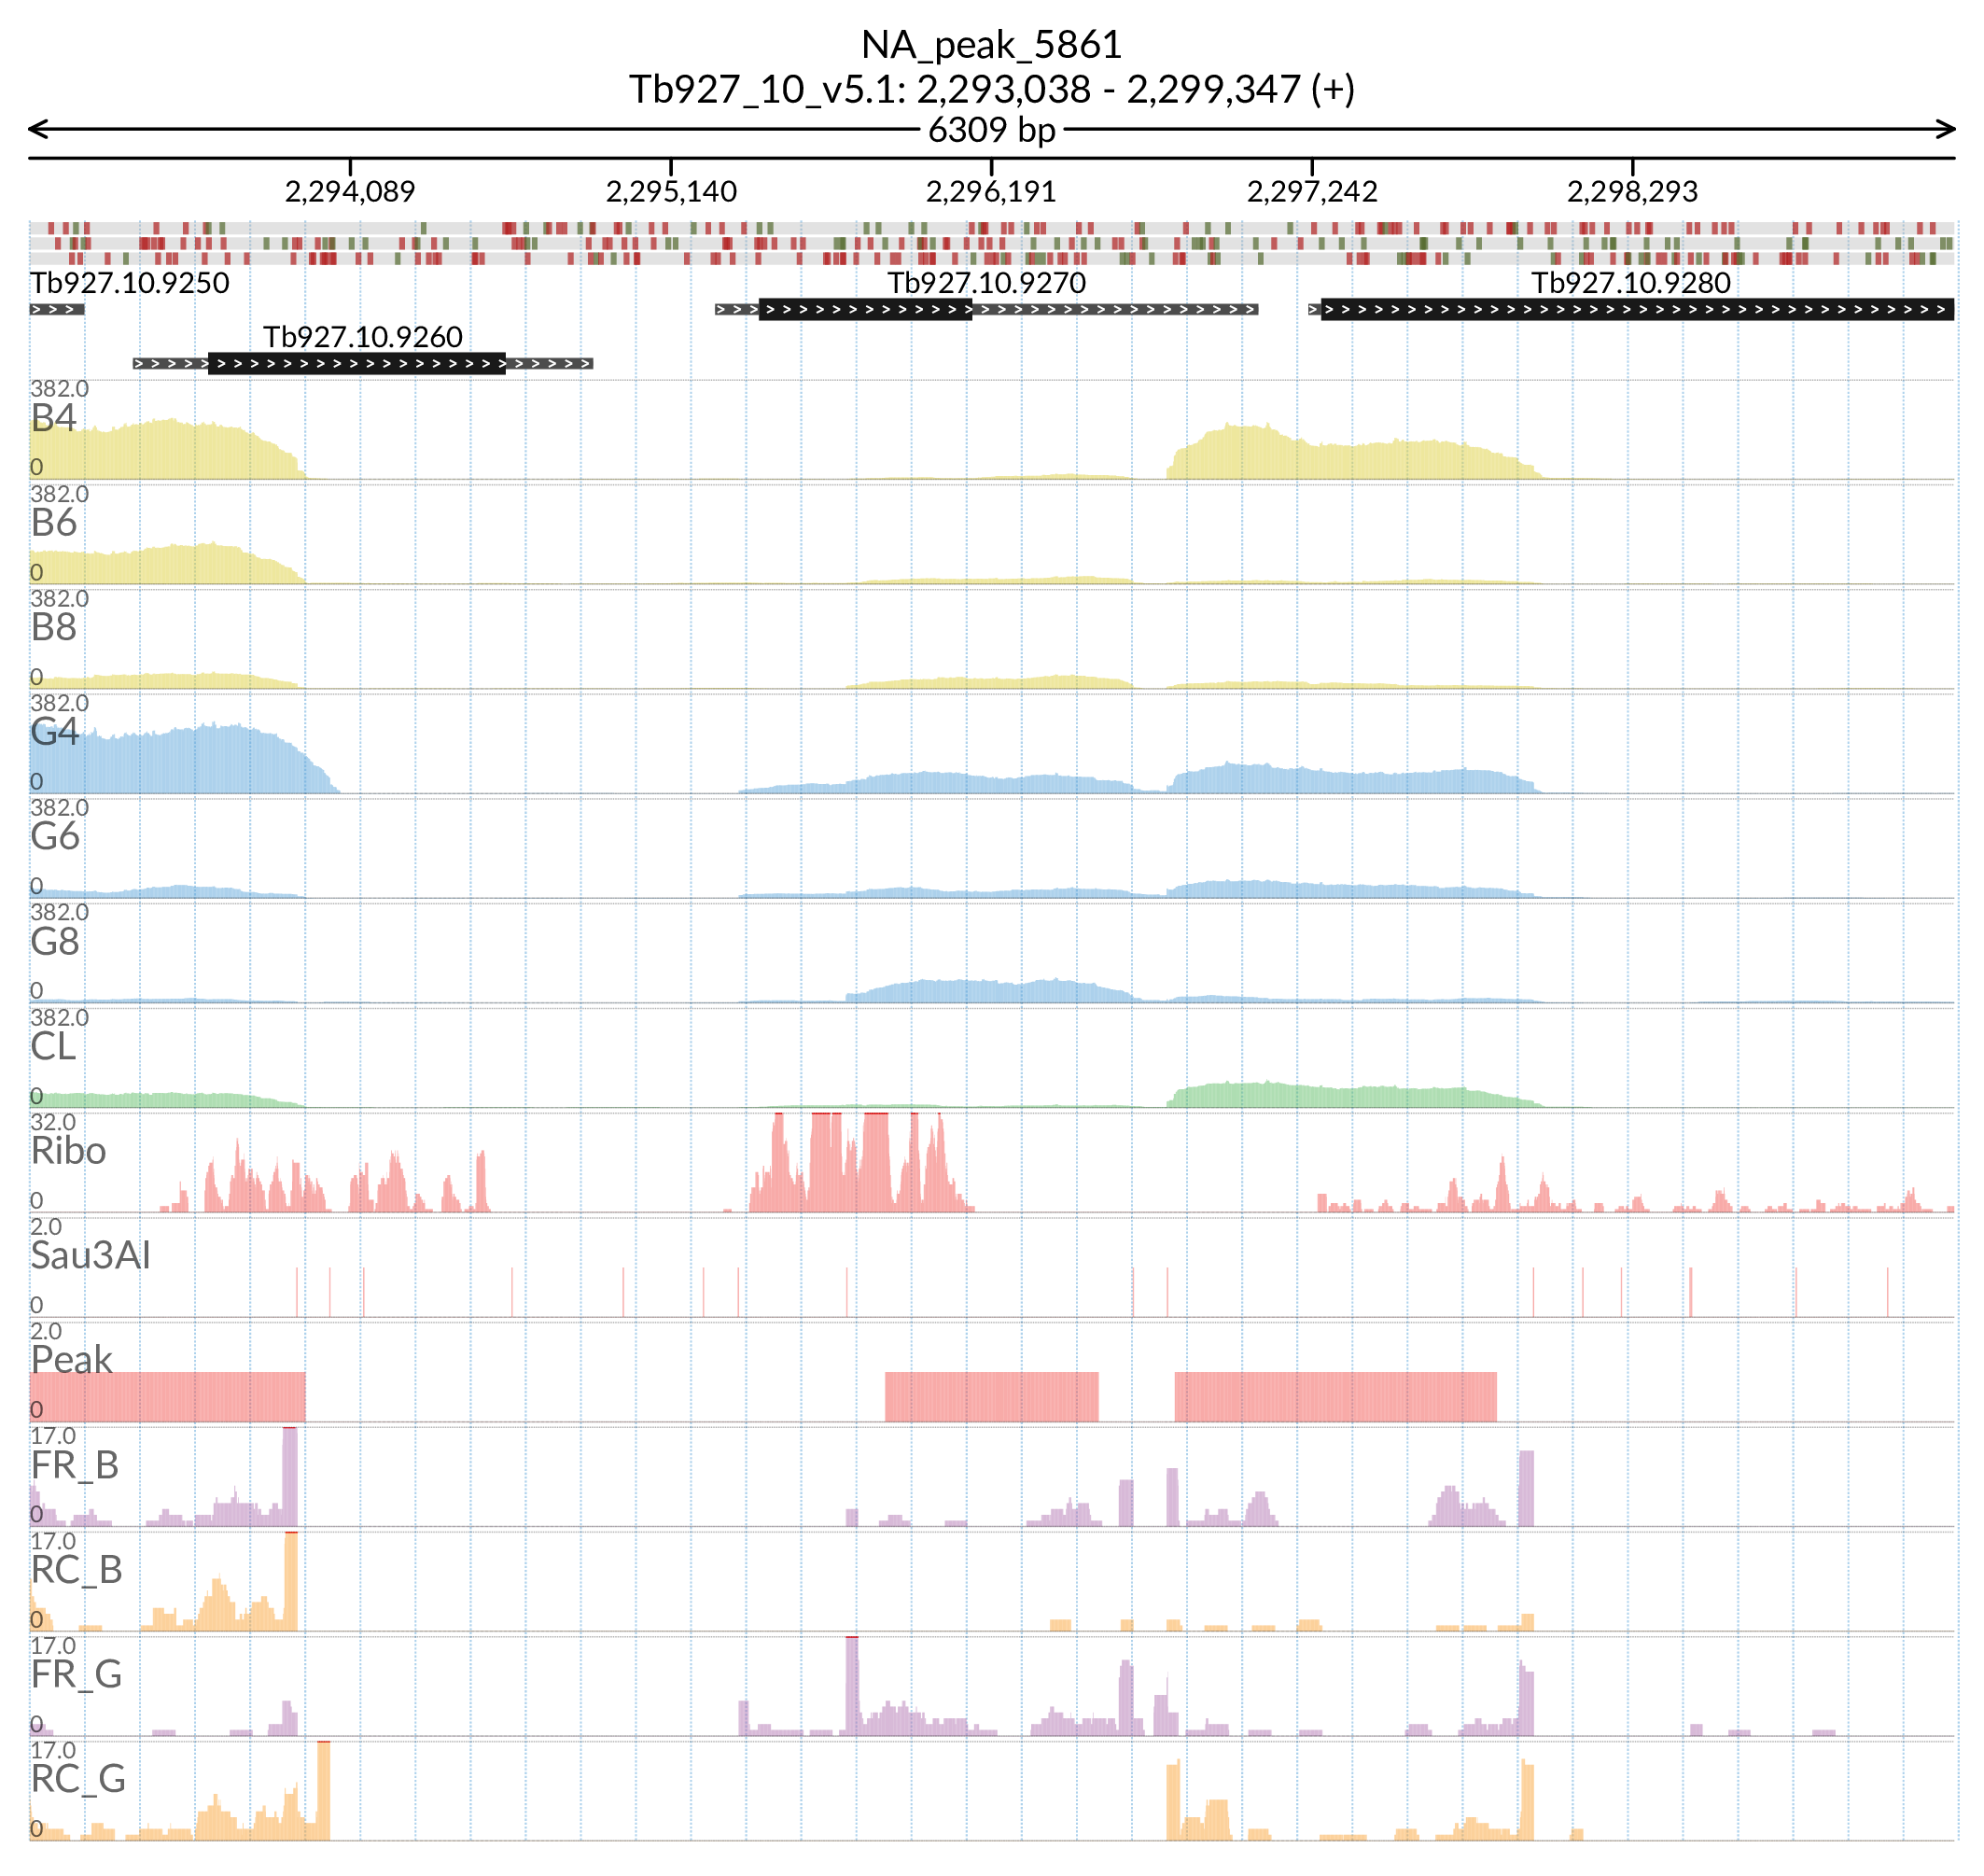 NA_peak_5861
Tb927_10_v5.1: 2,293,038 - 2,299,347 (+)
6309 bp
2,294,089 2,295,140 2,296,191 2,297,242 2,298,293
Tb927.10.9250 Tb927.10.9270 Tb927.10.9280
Tb927.10.9260
382.0
B4
0
382.0
B6
0
382.0
B8
0
382.0
G4
0
382.0
G6
0
382.0
G8
0
382.0
CL
0
32.0
Ribo
0
2.0
Sau3AI
0
2.0
Peak
0
17.0
FR_B
0
17.0
RC_B
0
17.0
FR_G
0
17.0
RC_G
0